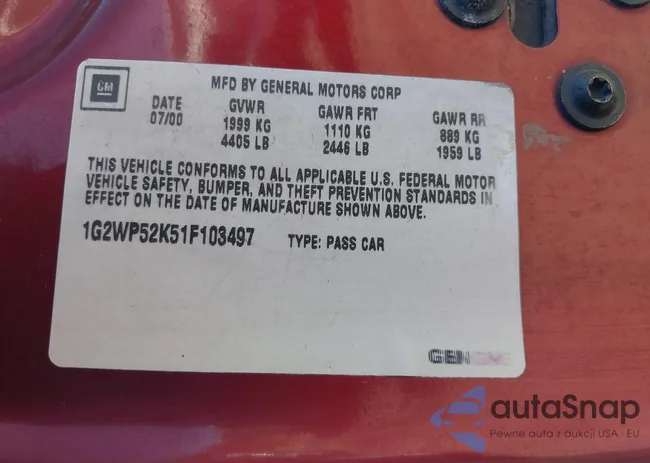 GM
MFD BY GENERAL MOTORS CORP
DATE GVWR GAWR FRT GAWR RR
07/00 1999 KG 1110 KG 889 KG
4405 LB 2446 LB 1959 LB
THIS VEHICLE CONFORMS TO ALL APPLICABLE U.S. FEDERAL MOTOR
VEHICLE SAFETY, BUMPER, AND THEFT PREVENTION STANDARDS IN
EFFECT ON THE DATE OF MANUFACTURE SHOWN ABOVE.
1G2WP52K51F103497 TYPE: PASS CAR
autaSnap
Pewne auta z aukcji USA i EU